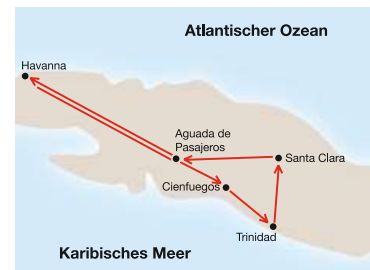 Atlantischer Ozean
Havanna
Aguada de
Pasajeros
Santa Clara
Cienfuegos
Trinidad
Karibisches Meer